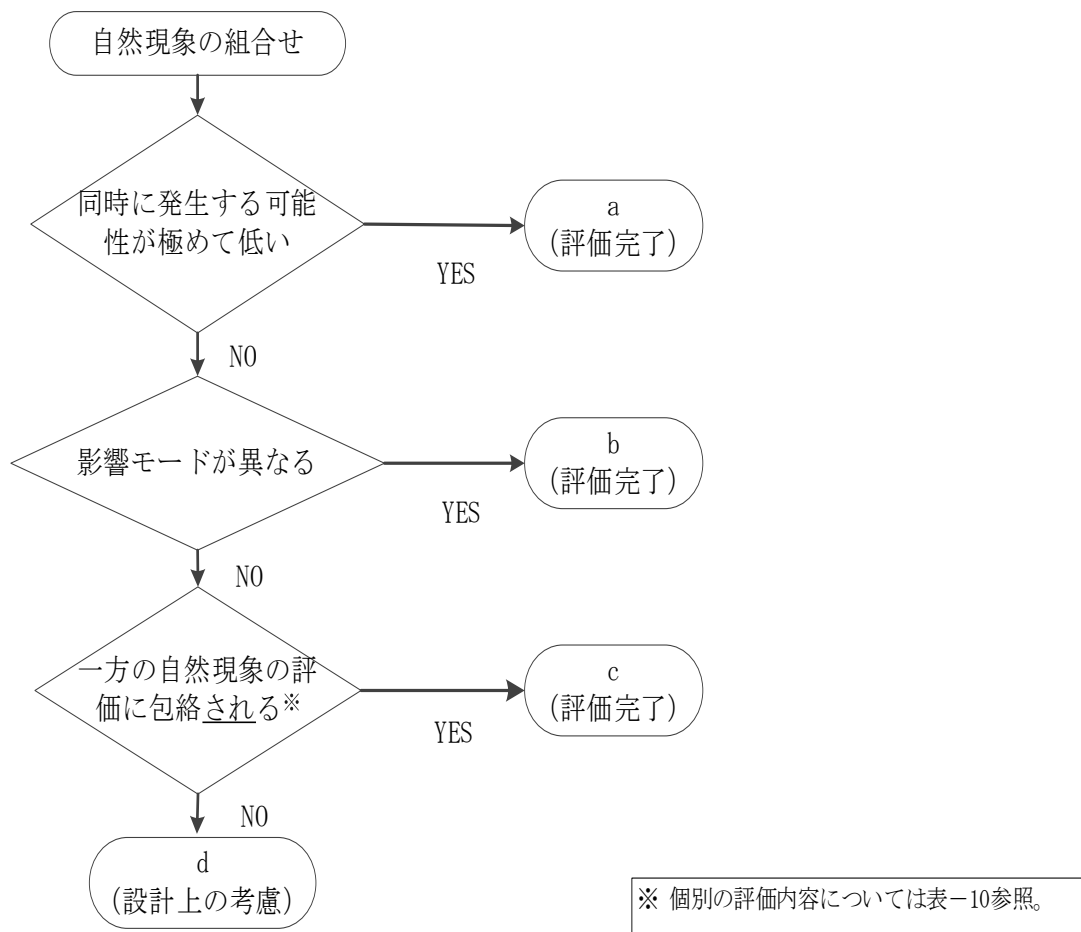 自然現象の組合せ
同時に発生する可能
性が極めて低い
a
(評価完了)
YES
NO
影響モードが異なる
b
(評価完了)
YES
NO
一方の自然現象の評
価に包絡される※
c
(評価完了)
YES
NO
d
(設計上の考慮)
※ 個別の評価内容については表－10参照。